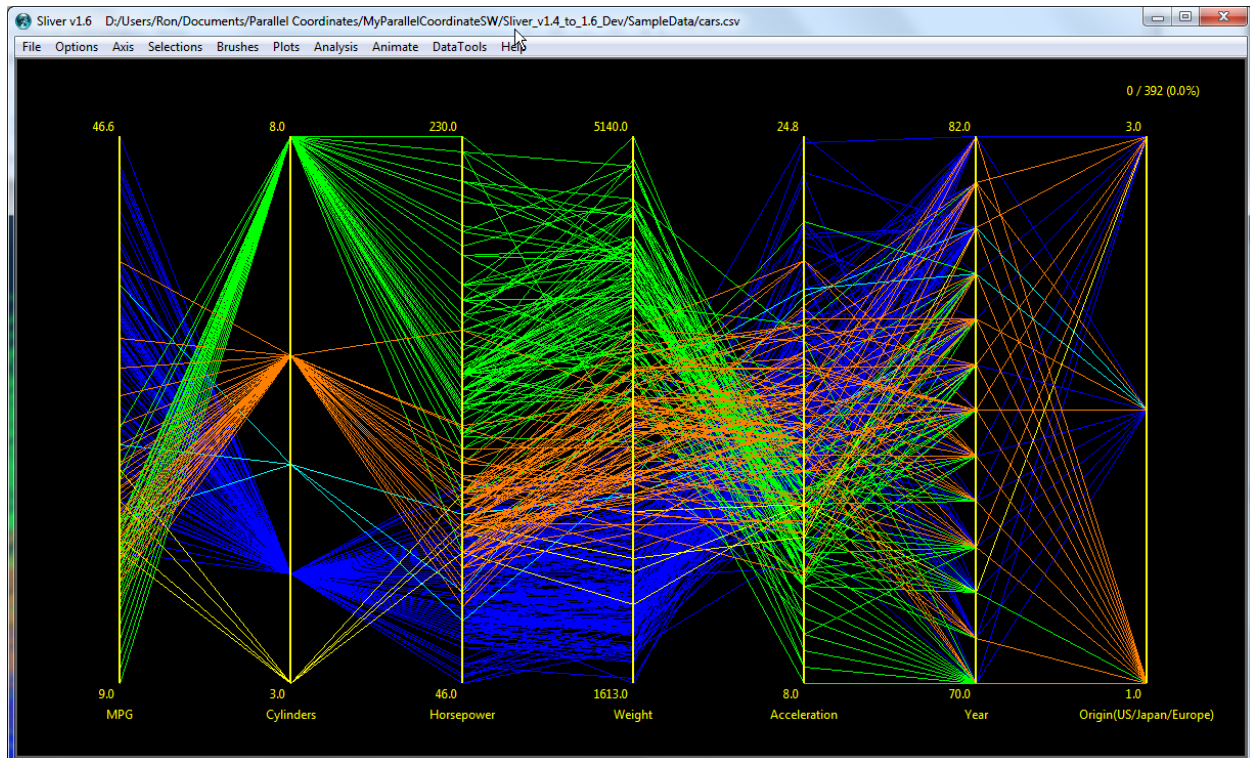 Sliver v1.6 D:/Users/Ron/Documents/Parallel Coordinates/MyParallelCoordinateSW/Sliver_v1.4_to_1.6_Dev/SampleData/cars.csv
File Options Axis Selections Brushes Plots Analysis Animate DataTools Help
0 / 392 (0.0%)
46.6 8.0 230.0 5140.0 24.8 82.0 3.0
9.0 3.0 46.0 1613.0 8.0 70.0 1.0
MPG Cylinders Horsepower Weight Acceleration Year Origin(US/Japan/Europe)